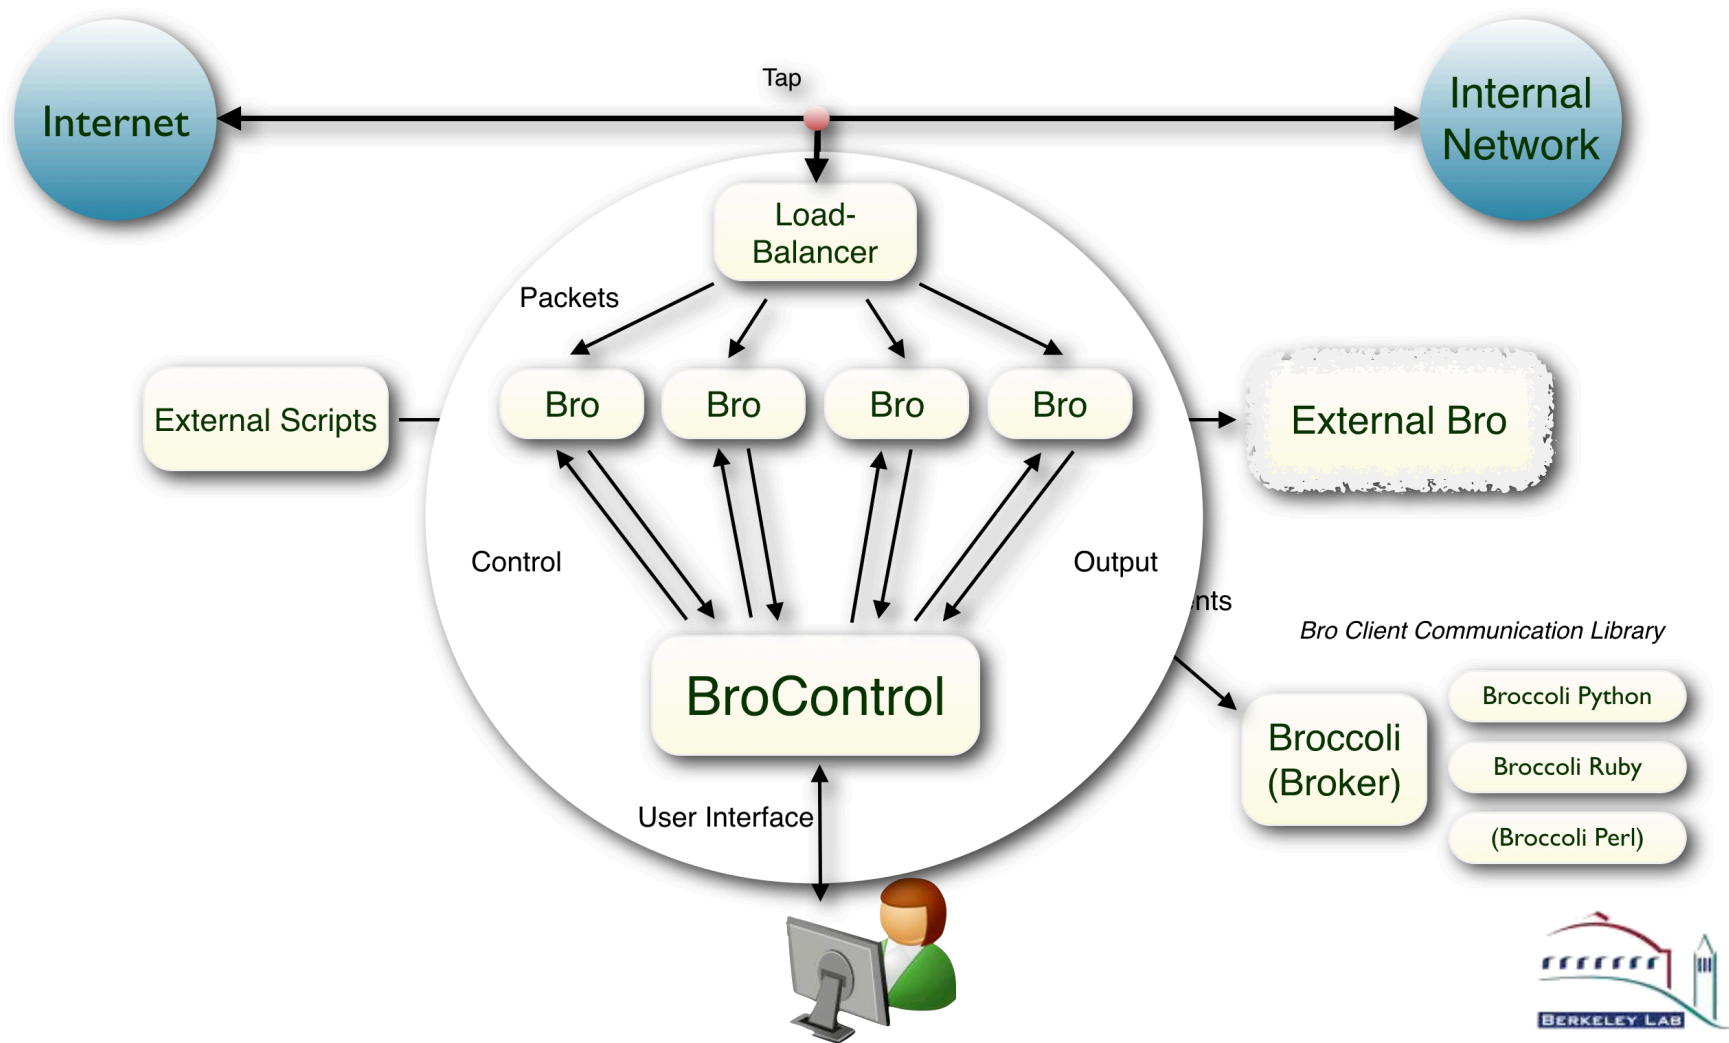 Tap
Internet
Internal
Network
Load-
Balancer
Packets
External Scripts
Bro
Bro
Bro
Bro
External Bro
Control
Output
nts
Bro Client Communication Library
BroControl
Broccoli
(Broker)
Broccoli Python
Broccoli Ruby
(Broccoli Perl)
User Interface
BERKELEY LAB